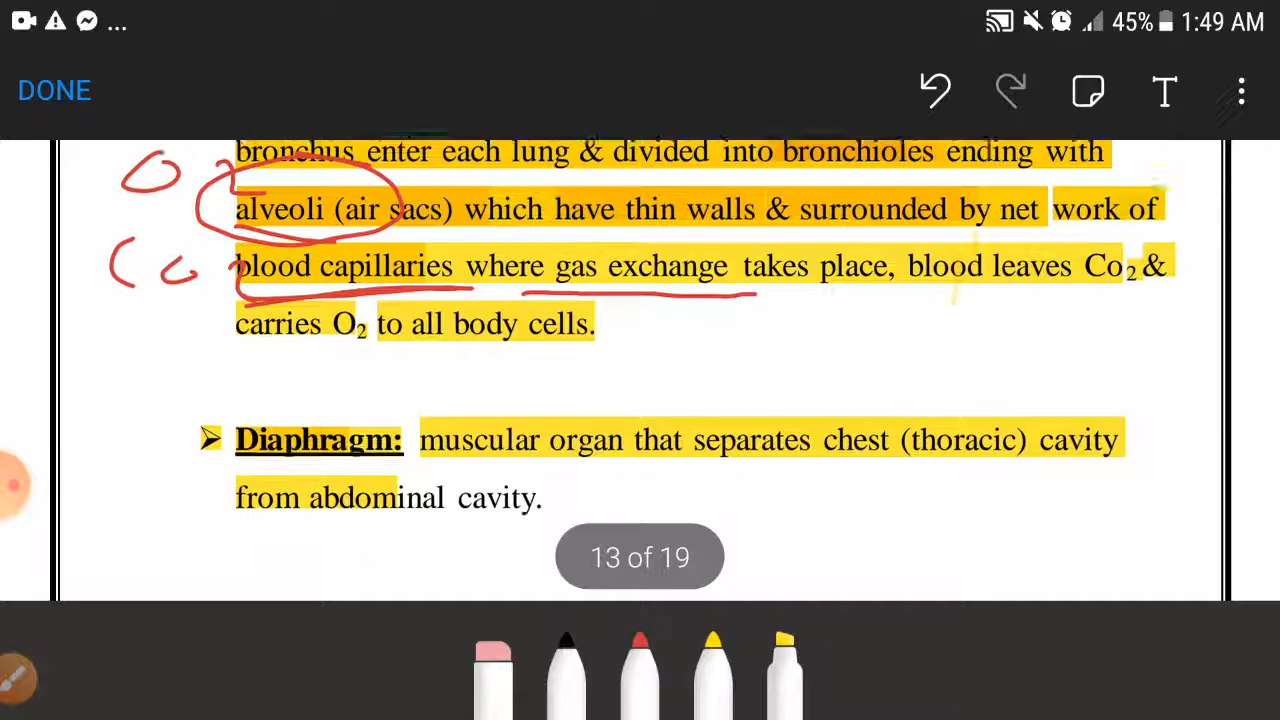 ... 45% 1:49 AM
DONE T
bronchus enter each lung & divided into bronchioles ending with
O2
alveoli (air sacs) which have thin walls & surrounded by net work of
Co2
blood capillaries where gas exchange takes place, blood leaves Co₂ &
carries O₂ to all body cells.
➢ Diaphragm: muscular organ that separates chest (thoracic) cavity
from abdominal cavity.
13 of 19